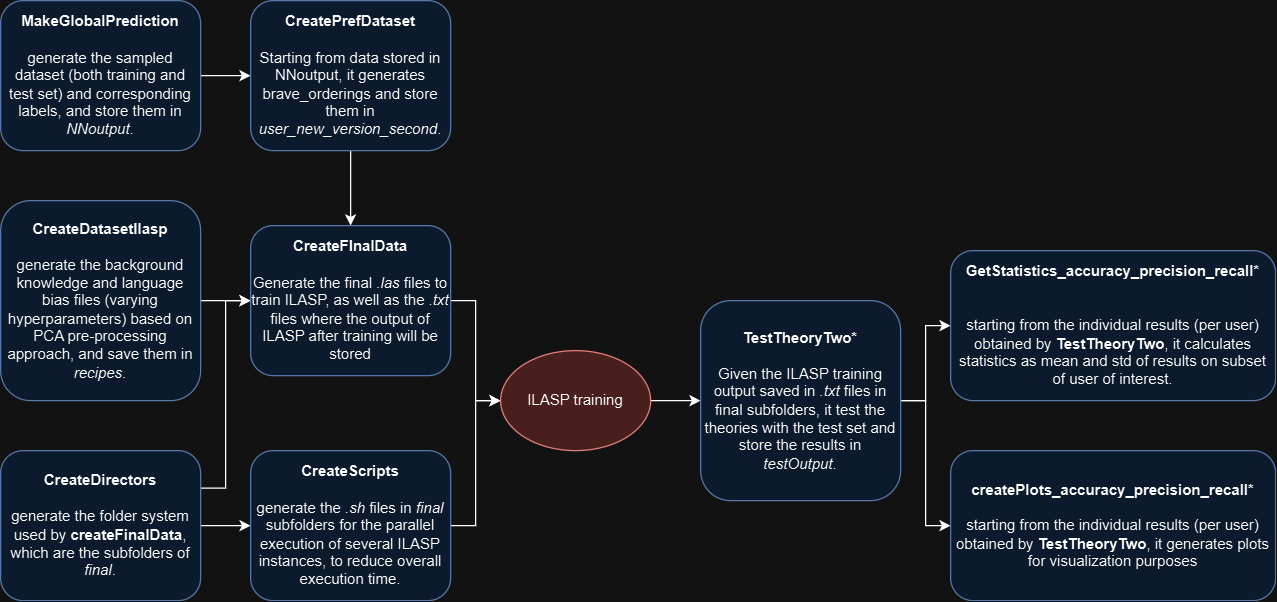 MakeGlobalPrediction
generate the sampled
dataset (both training and
test set) and corresponding
labels, and store them in
NNoutput.
CreatePrefDataset
Starting from data stored in
NNoutput, it generates
brave_orderings and store
them in
user_new_version_second.
CreateDatasetIlasp
generate the background
knowledge and language
bias files (varying
hyperparameters) based on
PCA pre-processing
approach, and save them in
recipes.
CreateFInalData
Generate the final .las files to
train ILASP, as well as the .txt
files where the output of
ILASP after training will be
stored
CreateDirectors
generate the folder system
used by createFinalData,
which are the subfolders of
final.
CreateScripts
generate the .sh files in final
subfolders for the parallel
execution of several ILASP
instances, to reduce overall
execution time.
ILASP training
TestTheoryTwo*
Given the ILASP training
output saved in .txt files in
final subfolders, it test the
theories with the test set and
store the results in
testOutput.
GetStatistics_accuracy_precision_recall*
starting from the individual results (per user)
obtained by TestTheoryTwo, it calculates
statistics as mean and std of results on subset
of user of interest.
createPlots_accuracy_precision_recall*
starting from the individual results (per user)
obtained by TestTheoryTwo, it generates plots
for visualization purposes